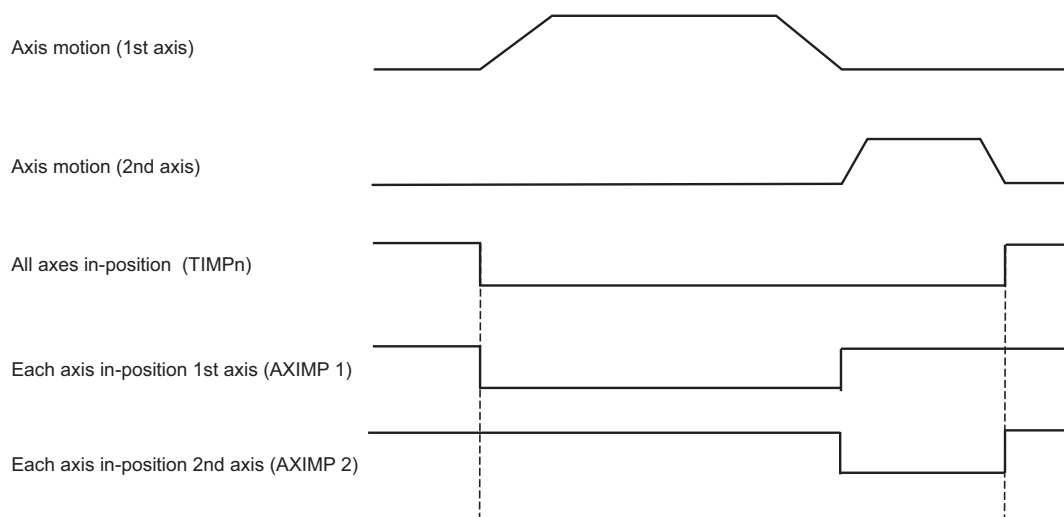 Axis motion (1st axis)
Axis motion (2nd axis)
All axes in-position (TIMPn)
Each axis in-position 1st axis (AXIMP 1)
Each axis in-position 2nd axis (AXIMP 2)